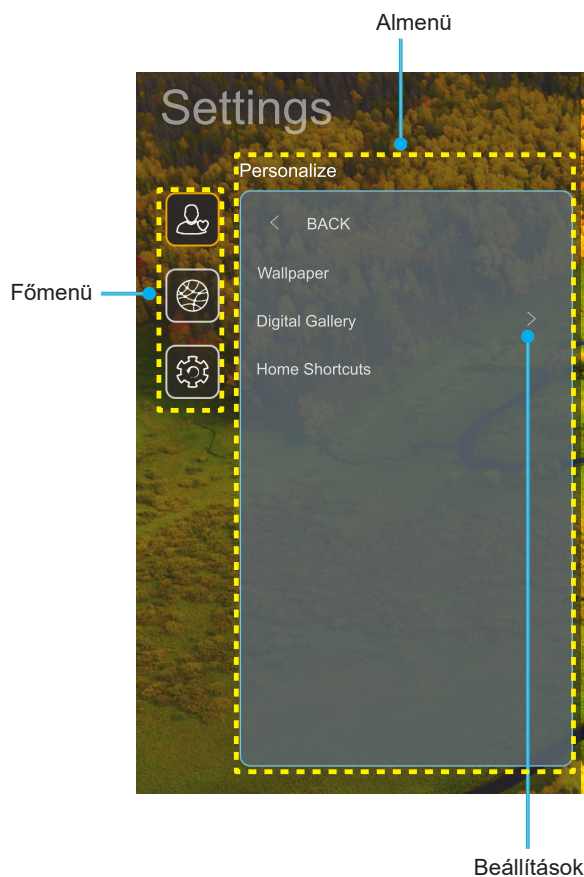 Almenü
Settings
Personalize
BACK
Wallpaper
Főmenü
Digital Gallery
Home Shortcuts
Beállítások